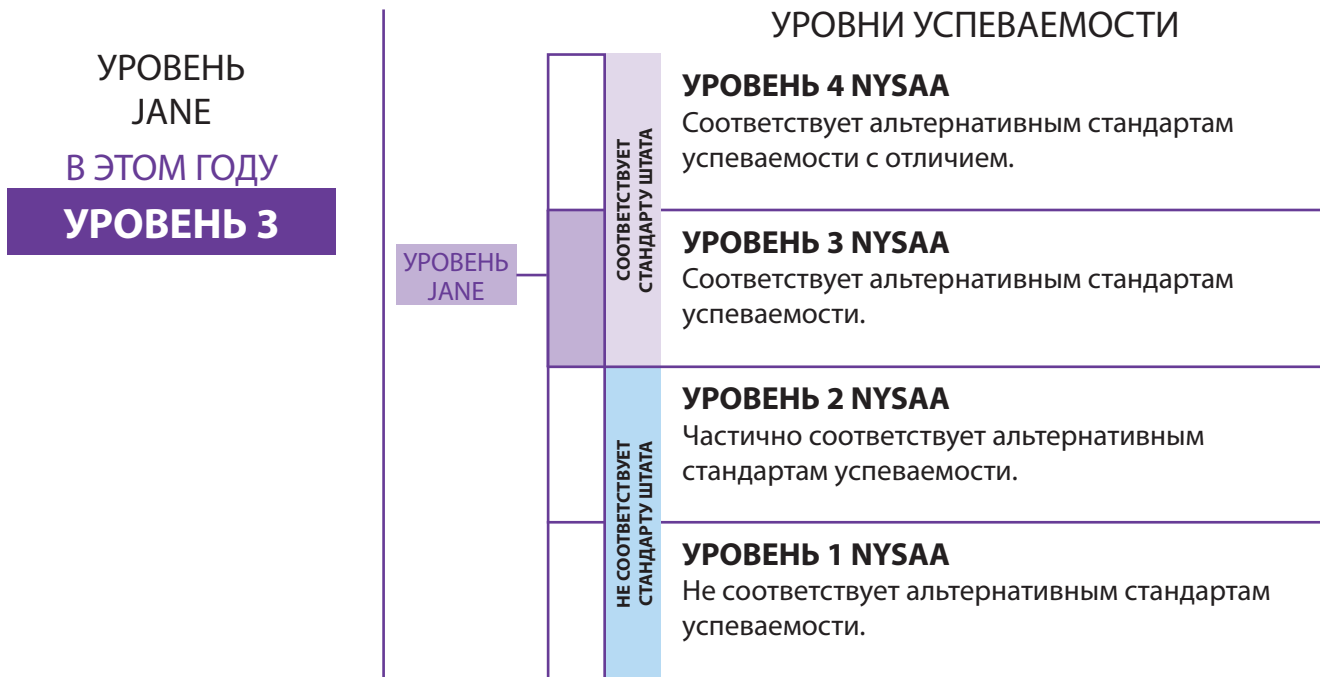 УРОВЕНЬ
JANE
В ЭТОМ ГОДУ
УРОВЕНЬ 3
УРОВЕНЬ
JANE
УРОВНИ УСПЕВАЕМОСТИ
СООТВЕТСТВУЕТ
СТАНДАРТУ ШТАТА
УРОВЕНЬ 4 NYSAA
Соответствует альтернативным стандартам
успеваемости с отличием.
УРОВЕНЬ 3 NYSAA
Соответствует альтернативным стандартам
успеваемости.
НЕ СООТВЕТСТВУЕТ
СТАНДАРТУ ШТАТА
УРОВЕНЬ 2 NYSAA
Частично соответствует альтернативным
стандартам успеваемости.
УРОВЕНЬ 1 NYSAA
Не соответствует альтернативным стандартам
успеваемости.